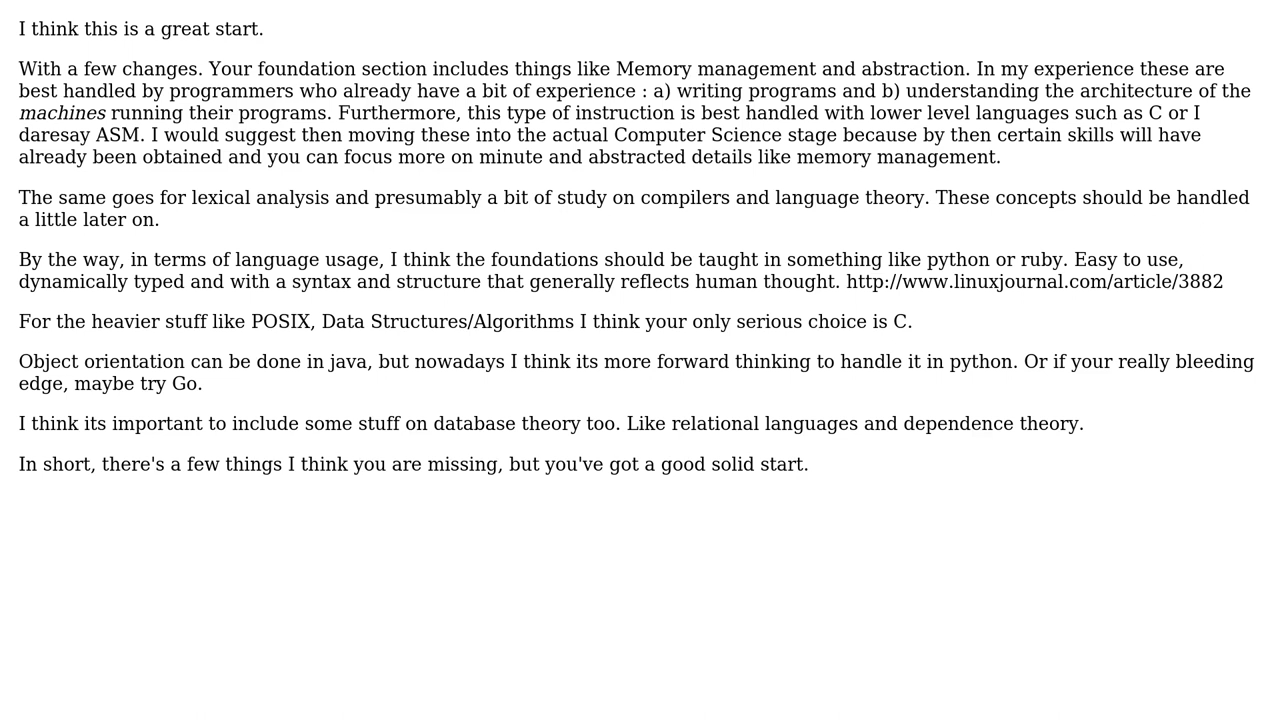 I think this is a great start.
With a few changes. Your foundation section includes things like Memory management and abstraction. In my experience these are
best handled by programmers who already have a bit of experience : a) writing programs and b) understanding the architecture of the
machines running their programs. Furthermore, this type of instruction is best handled with lower level languages such as C or I
daresay ASM. I would suggest then moving these into the actual Computer Science stage because by then certain skills will have
already been obtained and you can focus more on minute and abstracted details like memory management.
The same goes for lexical analysis and presumably a bit of study on compilers and language theory. These concepts should be handled
a little later on.
By the way, in terms of language usage, I think the foundations should be taught in something like python or ruby. Easy to use,
dynamically typed and with a syntax and structure that generally reflects human thought. http://www.linuxjournal.com/article/3882
For the heavier stuff like POSIX, Data Structures/Algorithms I think your only serious choice is C.
Object orientation can be done in java, but nowadays I think its more forward thinking to handle it in python. Or if your really bleeding
edge, maybe try Go.
I think its important to include some stuff on database theory too. Like relational languages and dependence theory.
In short, there's a few things I think you are missing, but you've got a good solid start.